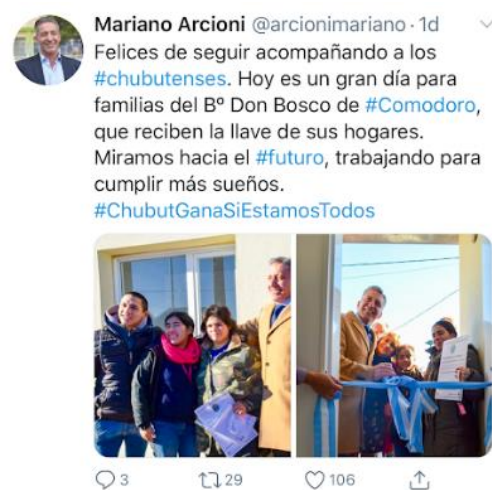 Mariano Arcioni @arcionimariano · 1d
Felices de seguir acompañando a los
#chubutenses. Hoy es un gran día para
familias del Bº Don Bosco de #Comodoro,
que reciben la llave de sus hogares.
Miramos hacia el #futuro, trabajando para
cumplir más sueños.
#ChubutGanaSiEstamosTodos
3 29 106